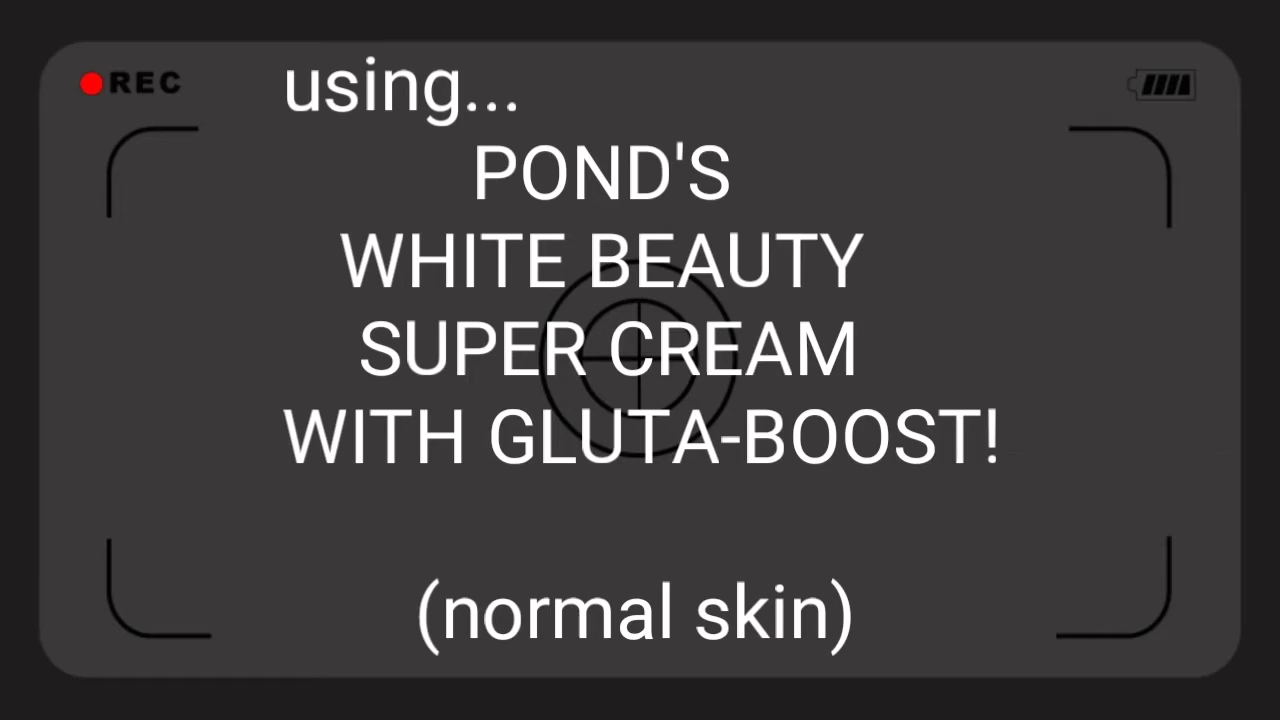 REC
using...
POND'S
WHITE BEAUTY
SUPER CREAM
WITH GLUTA-BOOST!
(normal skin)